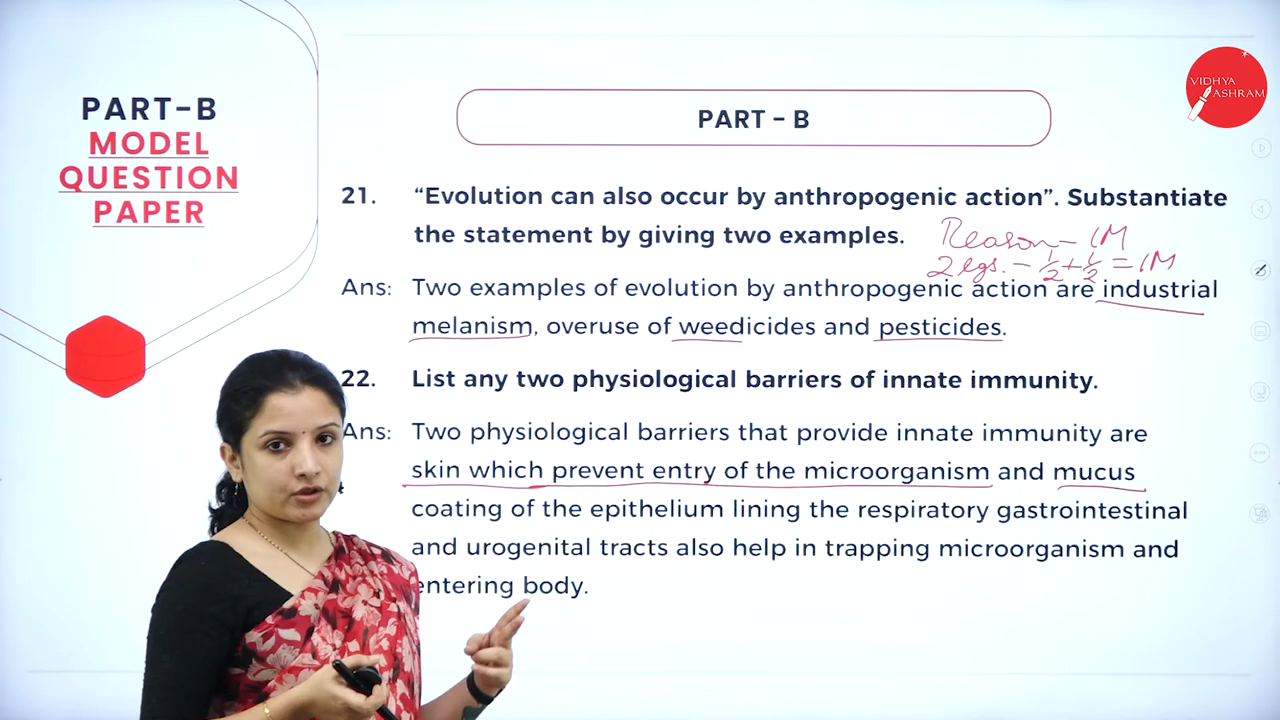 PART-B
MODEL
QUESTION
PAPER
VIDHYA
ASHRAM
PART - B
21. “Evolution can also occur by anthropogenic action”. Substantiate
the statement by giving two examples.
Reason - 1M
2 egs. - 1/2 + 1/2 = 1M
Ans: Two examples of evolution by anthropogenic action are industrial
melanism, overuse of weedicides and pesticides.
22. List any two physiological barriers of innate immunity.
Ans: Two physiological barriers that provide innate immunity are
skin which prevent entry of the microorganism and mucus
coating of the epithelium lining the respiratory gastrointestinal
and urogenital tracts also help in trapping microorganism and
entering body.